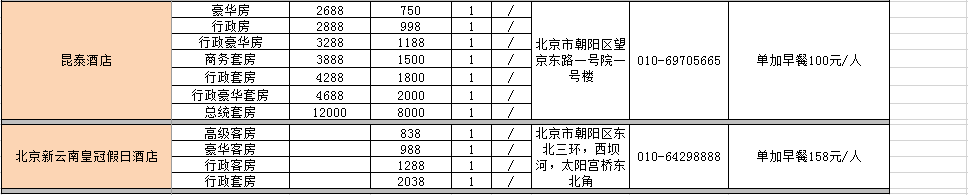 昆泰酒店
豪华房 2688 750 1 /
行政房 2888 998 1 /
行政豪华房 3288 1188 1 /
商务套房 3888 1500 1 /
行政套房 4288 1800 1 /
行政豪华套房 4688 2000 1 /
总统套房 12000 8000 1 /
北京市朝阳区望
京东路一号院一
号楼
010-69705665
单加早餐100元/人
北京新云南皇冠假日酒店
高级客房 838 1 /
豪华客房 988 1 /
行政客房 1288 1 /
行政套房 2038 1 /
北京市朝阳区东
北三环，西坝
河，太阳宫桥东
北角
010-64298888
单加早餐158元/人